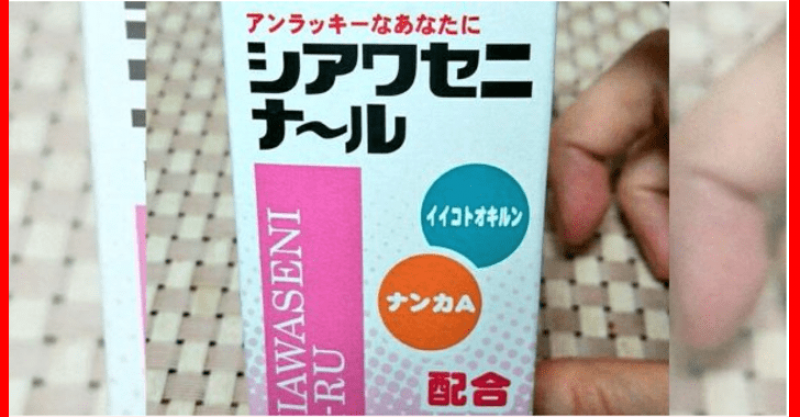 アンラッキーなあなたに
シアワセニ
ナ〜ル
イイコトオキルン
ナンカA
IAWASENI
-RU
配合